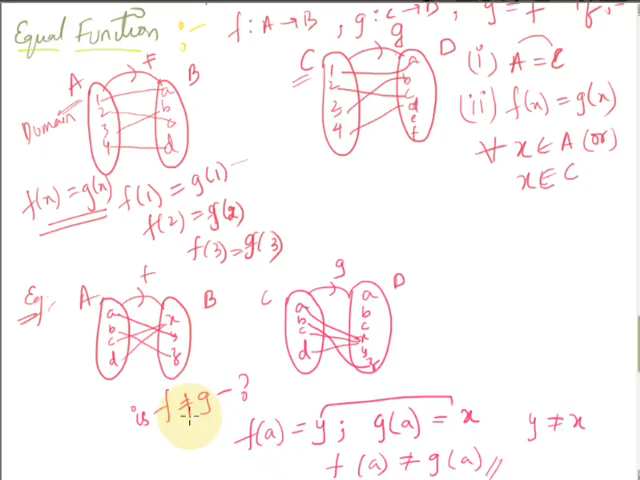 Equal Function :- f : A → B , g : C → D , g = f if,-
A f B
1 a
2 b
3 c
4 d
Domain
C g D
1 a
2 b
3 c
4 d
e
f
(i) A = C
(ii) f(x) = g(x)
∀ x ∈ A (or)
x ∈ C
f(x) = g(x) f(1) = g(1)
f(2) = g(2)
f(3) = g(3)
Eg:-
A f B
a x
b y
c z
d
C g D
a a
b b
c c
d x
y
z
is f ≠ g - ?
f(a) = y ; g(a) = x y ≠ x
f(a) ≠ g(a) //